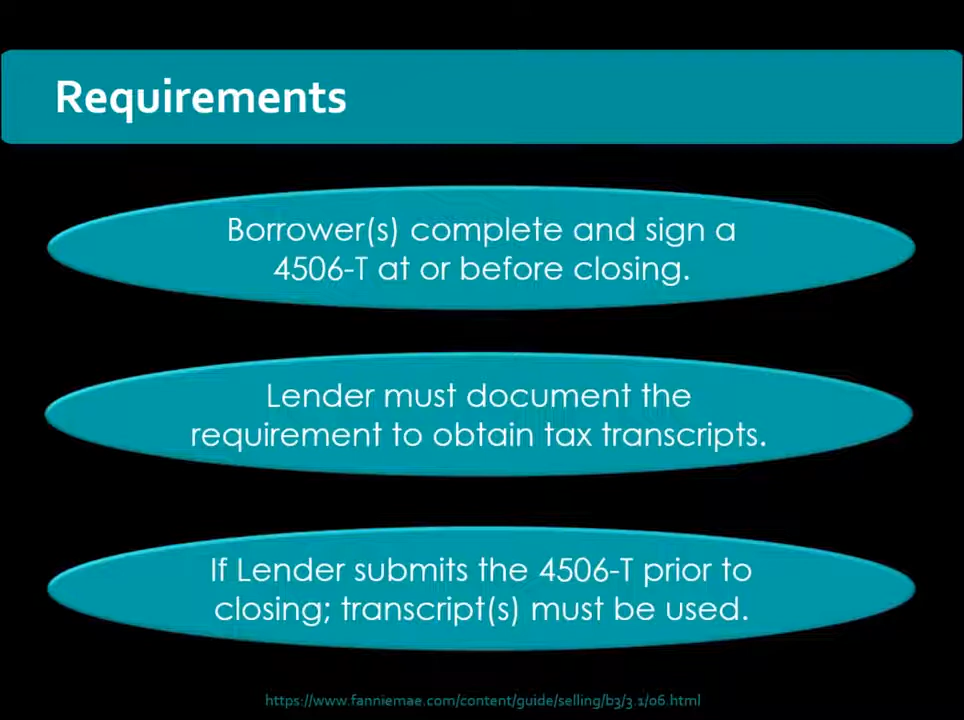 Requirements
Borrower(s) complete and sign a
4506-T at or before closing.
Lender must document the
requirement to obtain tax transcripts.
If Lender submits the 4506-T prior to
closing; transcript(s) must be used.
https://www.fanniemae.com/content/guide/selling/b3/3.1/06.html